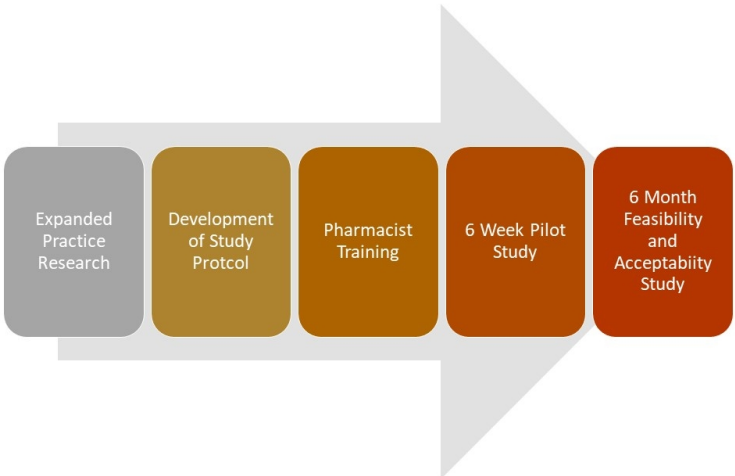 Expanded
Practice
Research
Development
of Study
Protcol
Pharmacist
Training
6 Week Pilot
Study
6 Month
Feasibility
and
Acceptabiity
Study